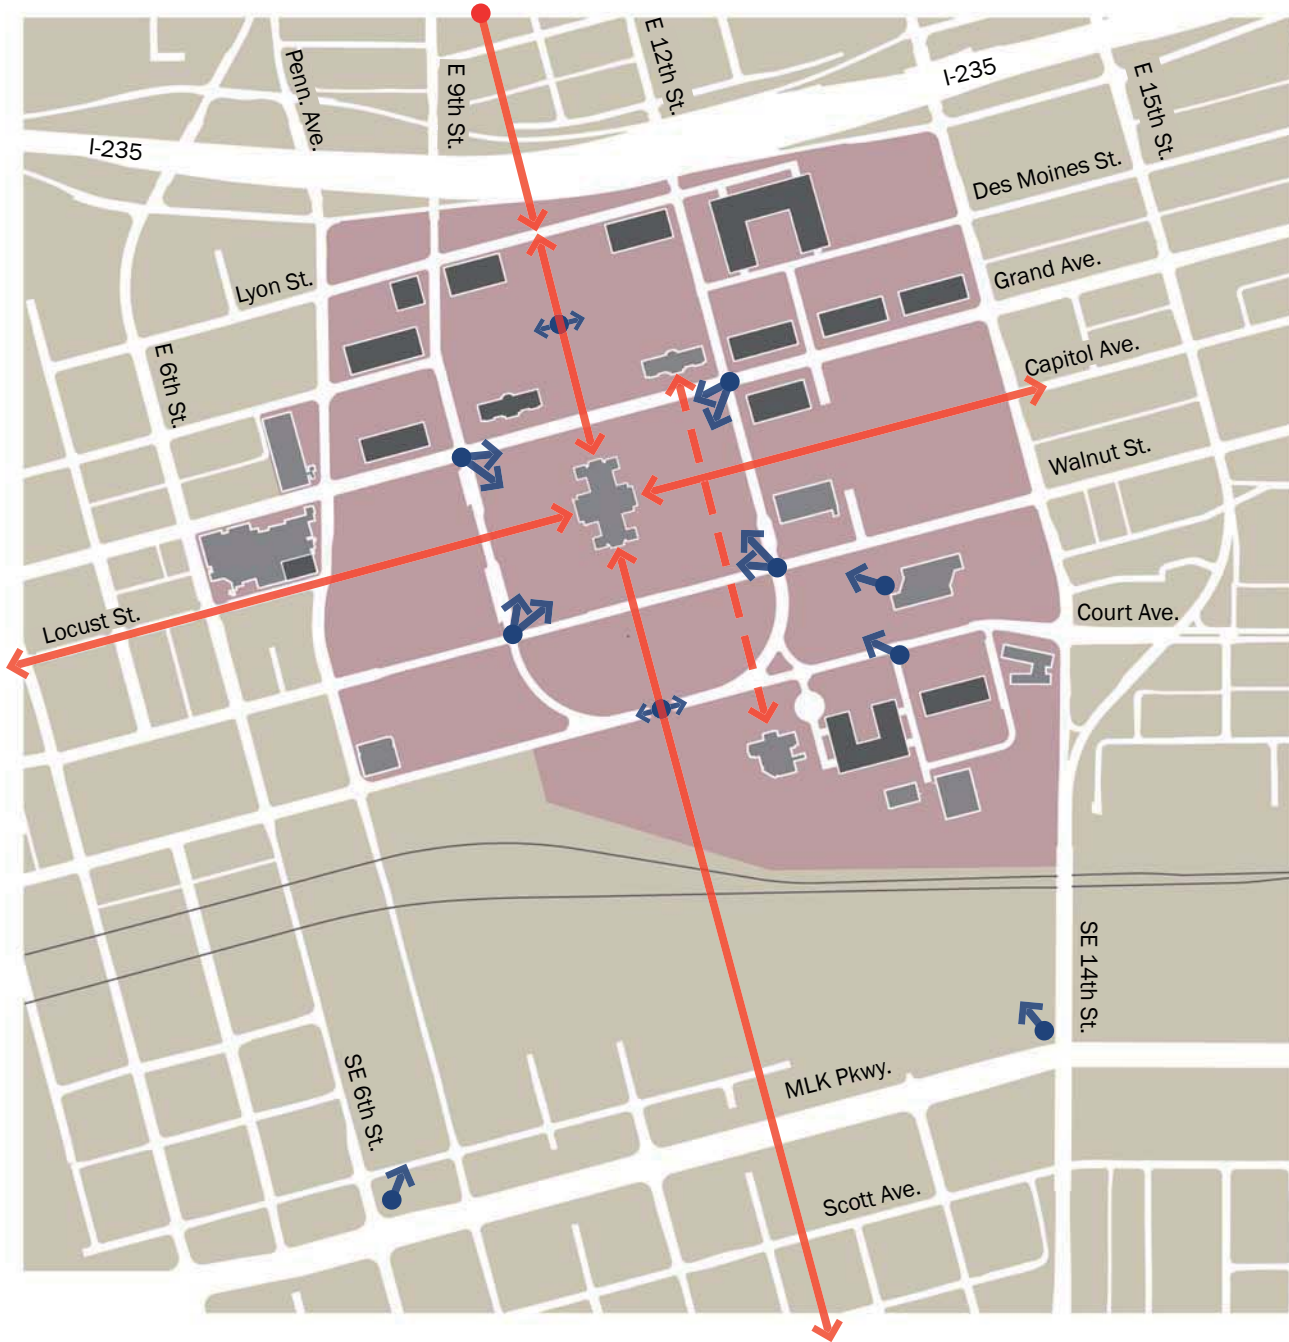 E 12th St.
I-235
Penn. Ave.
E 9th St.
E 15th St.
I-235
Des Moines St.
Lyon St.
Grand Ave.
E 6th St.
Capitol Ave.
Walnut St.
Locust St.
Court Ave.
SE 14th St.
SE 6th St.
MLK Pkwy.
Scott Ave.